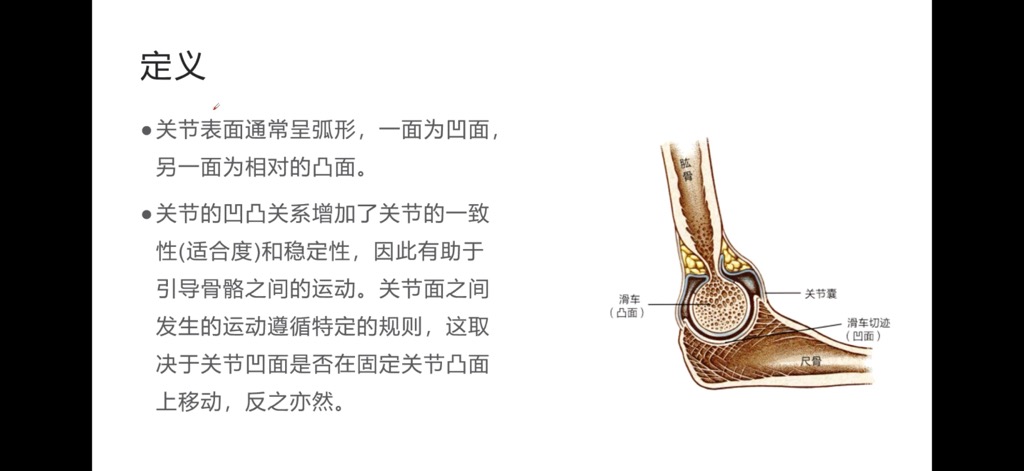 定义
●关节表面通常呈弧形，一面为凹面，
另一面为相对的凸面。
●关节的凹凸关系增加了关节的一致
性(适合度)和稳定性，因此有助于
引导骨骼之间的运动。关节面之间
发生的运动遵循特定的规则，这取
决于关节凹面是否在固定关节凸面
上移动，反之亦然。
肱
骨
滑车
（凸面）
关节囊
滑车切迹
（凹面）
尺骨